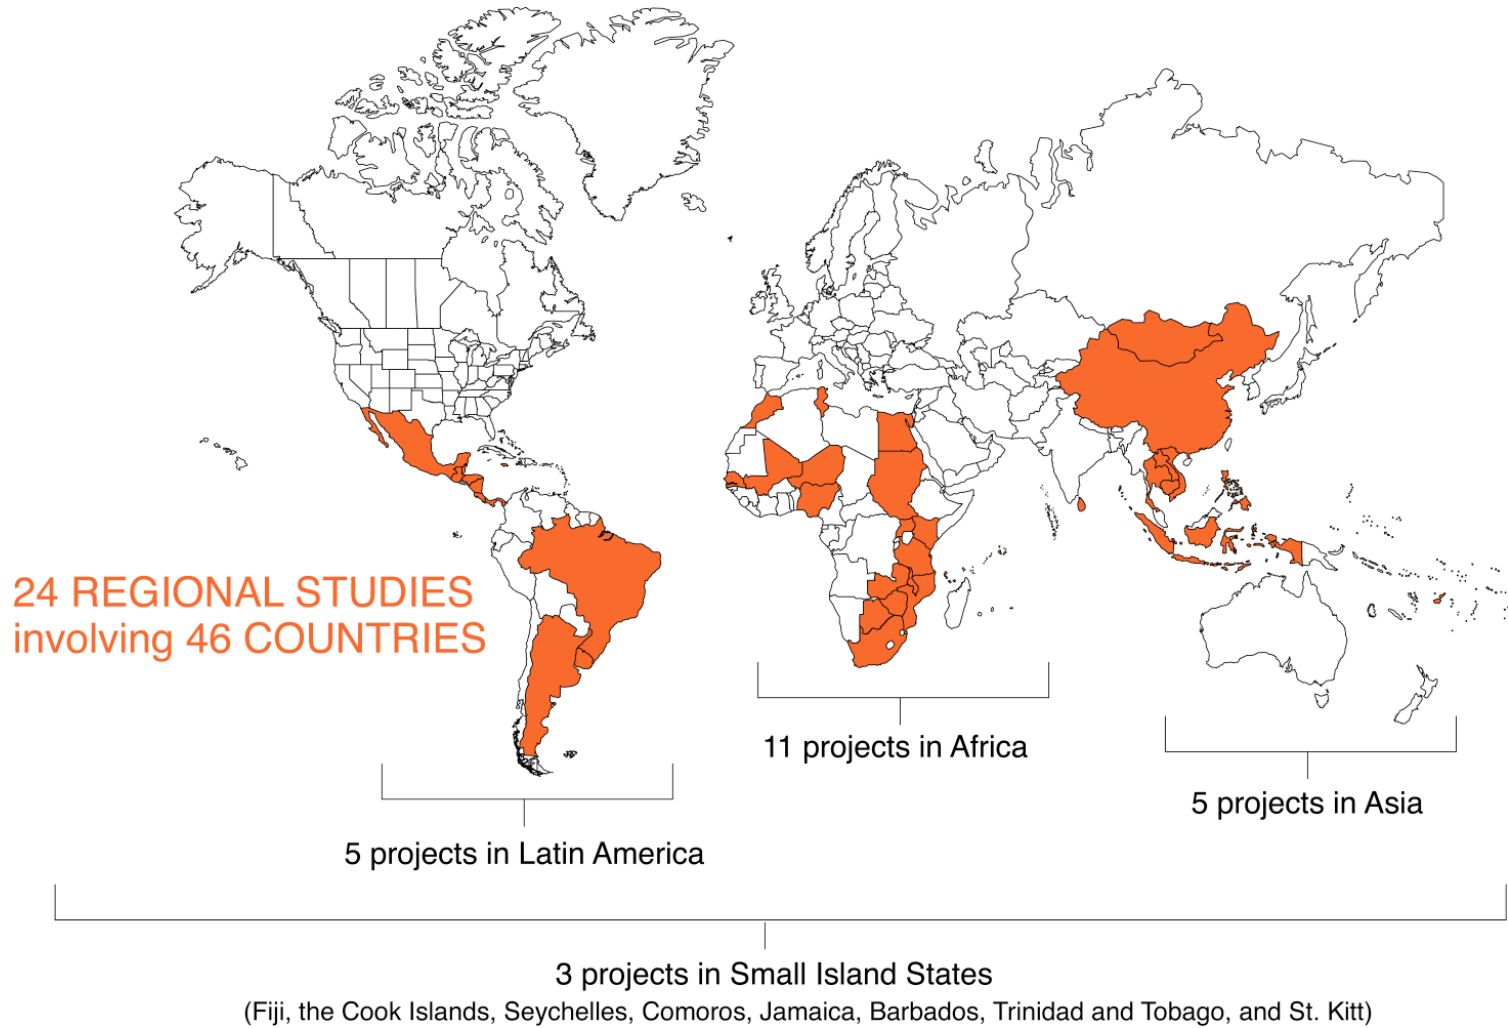 24 REGIONAL STUDIES
involving 46 COUNTRIES
11 projects in Africa
5 projects in Asia
5 projects in Latin America
3 projects in Small Island States
(Fiji, the Cook Islands, Seychelles, Comoros, Jamaica, Barbados, Trinidad and Tobago, and St. Kitt)